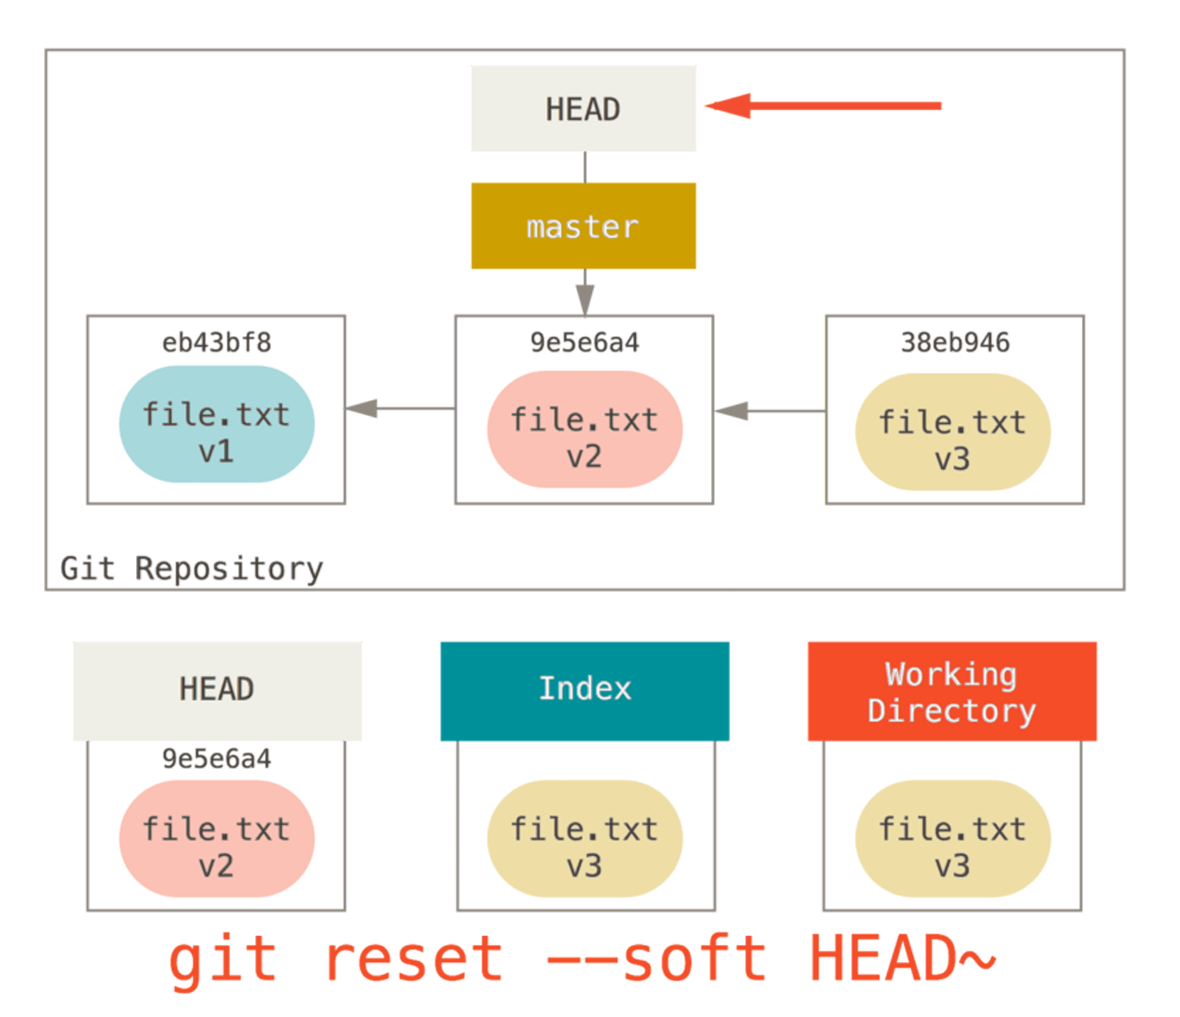 HEAD
master
eb43bf8
file.txt
v1
9e5e6a4
file.txt
v2
38eb946
file.txt
v3
Git Repository
HEAD
9e5e6a4
file.txt
v2
Index
file.txt
v3
Working
Directory
file.txt
v3
git reset --soft HEAD~